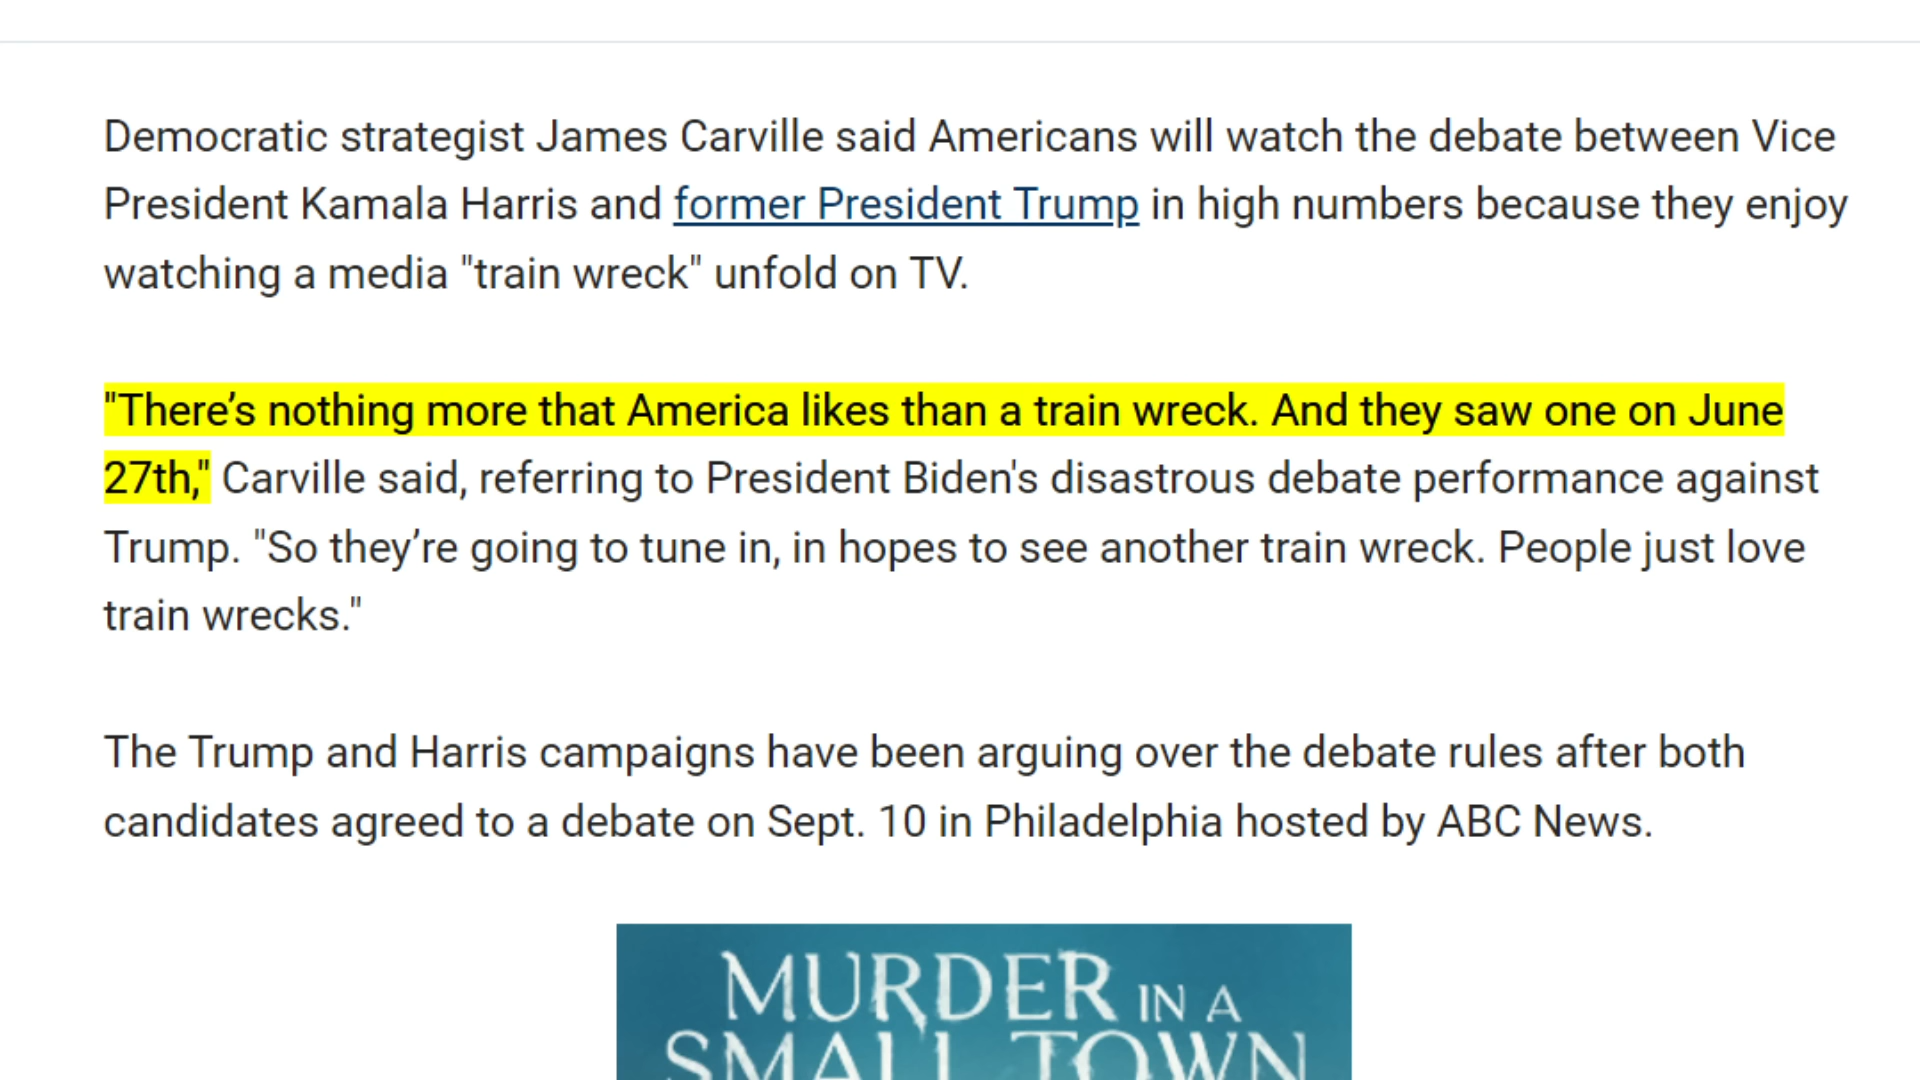 Democratic strategist James Carville said Americans will watch the debate between Vice
President Kamala Harris and former President Trump in high numbers because they enjoy
watching a media "train wreck" unfold on TV.
"There’s nothing more that America likes than a train wreck. And they saw one on June
27th," Carville said, referring to President Biden's disastrous debate performance against
Trump. "So they’re going to tune in, in hopes to see another train wreck. People just love
train wrecks."
The Trump and Harris campaigns have been arguing over the debate rules after both
candidates agreed to a debate on Sept. 10 in Philadelphia hosted by ABC News.
MURDER IN A
SMALL TOWN